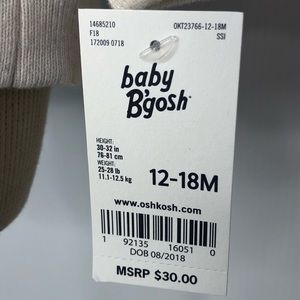 14685210
OKT23766-12-18M
F18
SSI
172009 0718
baby
B'gosh
HEIGHT:
30-32 in
76-81 cm
WEIGHT:
25-28 lb
11.1-12.5 kg
12-18M
www.oshkosh.com
1 92135 16051 0
DOB 08/2018
MSRP $30.00